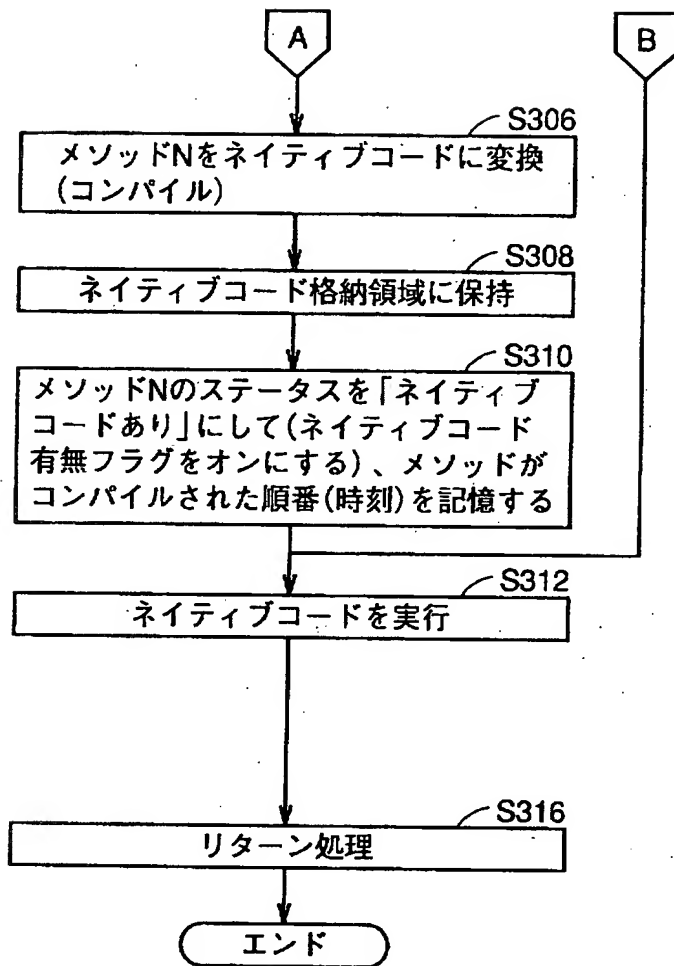 A
B
S306
メソッドNをネイティブコードに変換
(コンパイル)
S308
ネイティブコード格納領域に保持
S310
メソッドNのステータスを「ネイティブ
コードあり」にして(ネイティブコード
有無フラグをオンにする)、メソッドが
コンパイルされた順番(時刻)を記憶する
S312
ネイティブコードを実行
S316
リターン処理
エンド